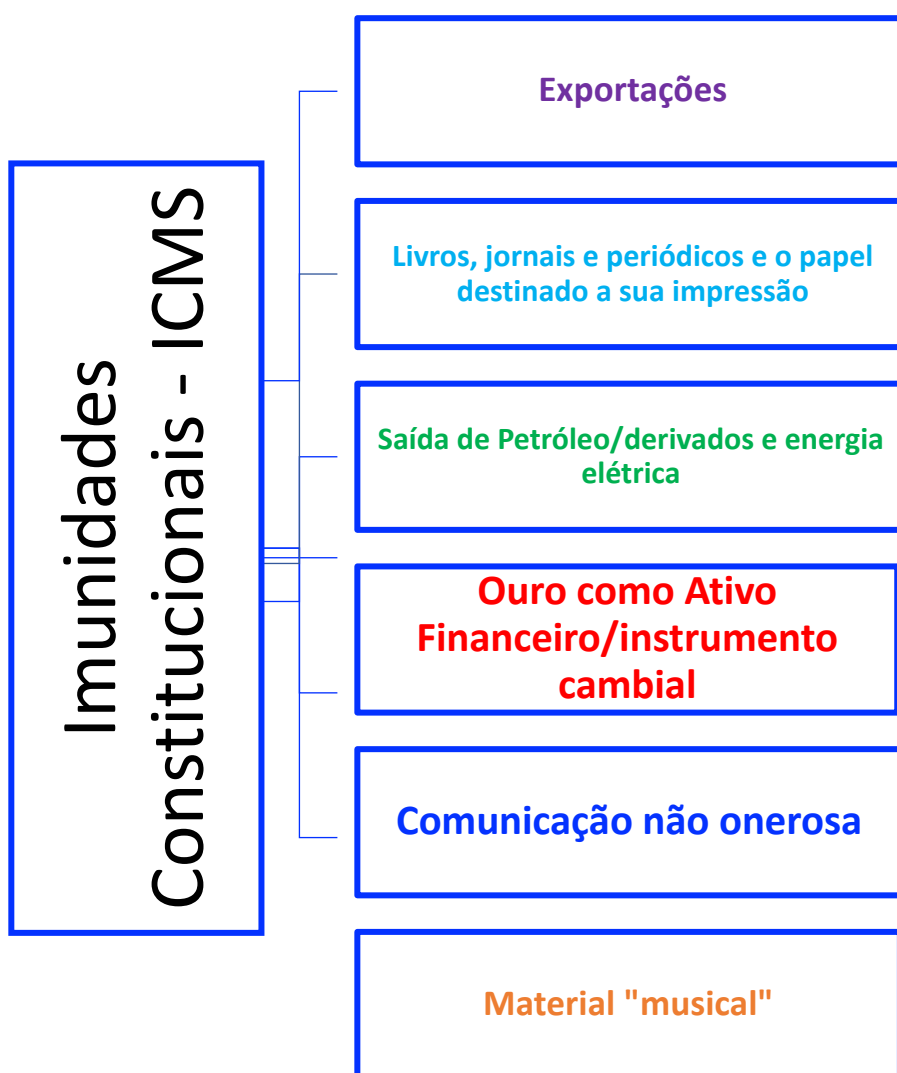 Imunidades
Constitucionais - ICMS
Exportações
Livros, jornais e periódicos e o papel
destinado a sua impressão
Saída de Petróleo/derivados e energia
elétrica
Ouro como Ativo
Financeiro/instrumento
cambial
Comunicação não onerosa
Material "musical"